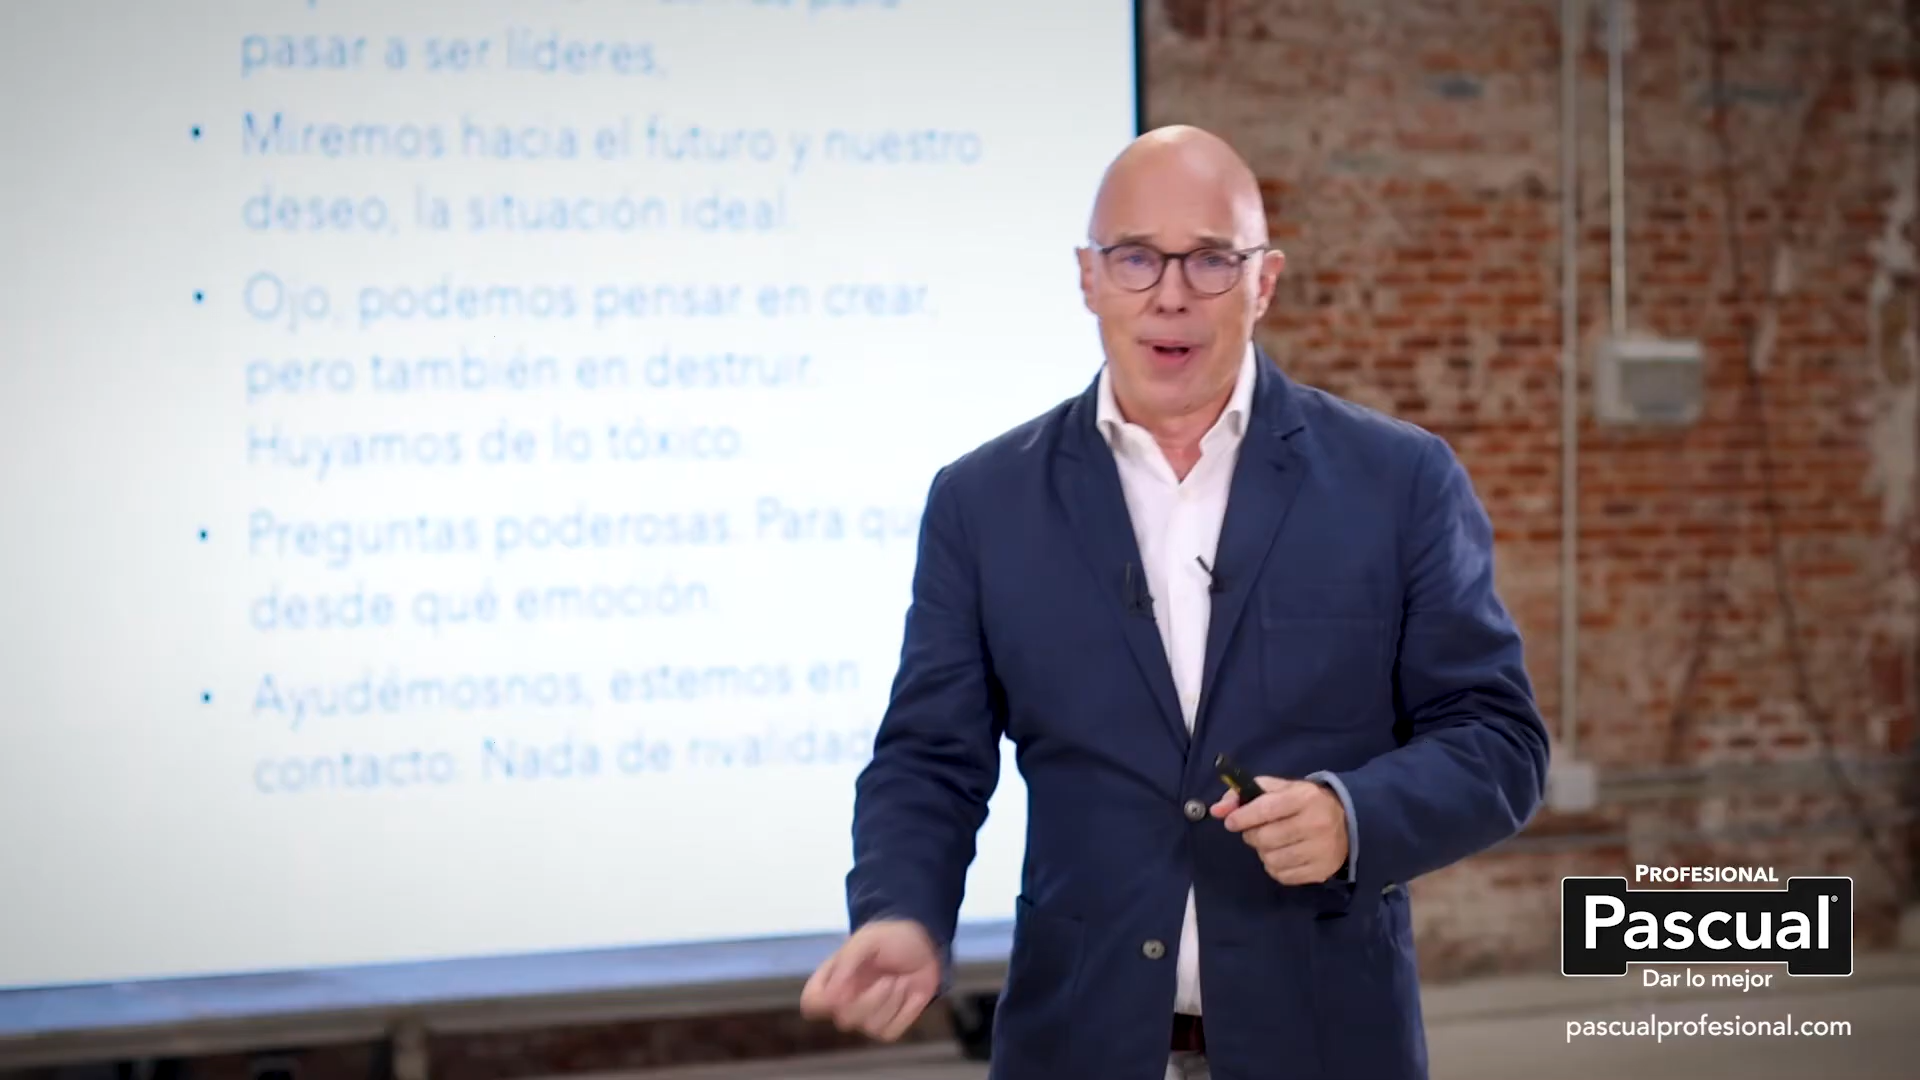 pasar a ser líderes.
• Miremos hacia el futuro y nuestro
deseo, la situación ideal.
• Ojo, podemos pensar en crear,
pero también en destruir.
Huyamos de lo tóxico.
• Preguntas poderosas. Para
desde qué emoción.
• Ayudémosnos, estemos en
contacto. Nada de rivalidad
PROFESIONAL
Pascual®
Dar lo mejor
pascualprofesional.com